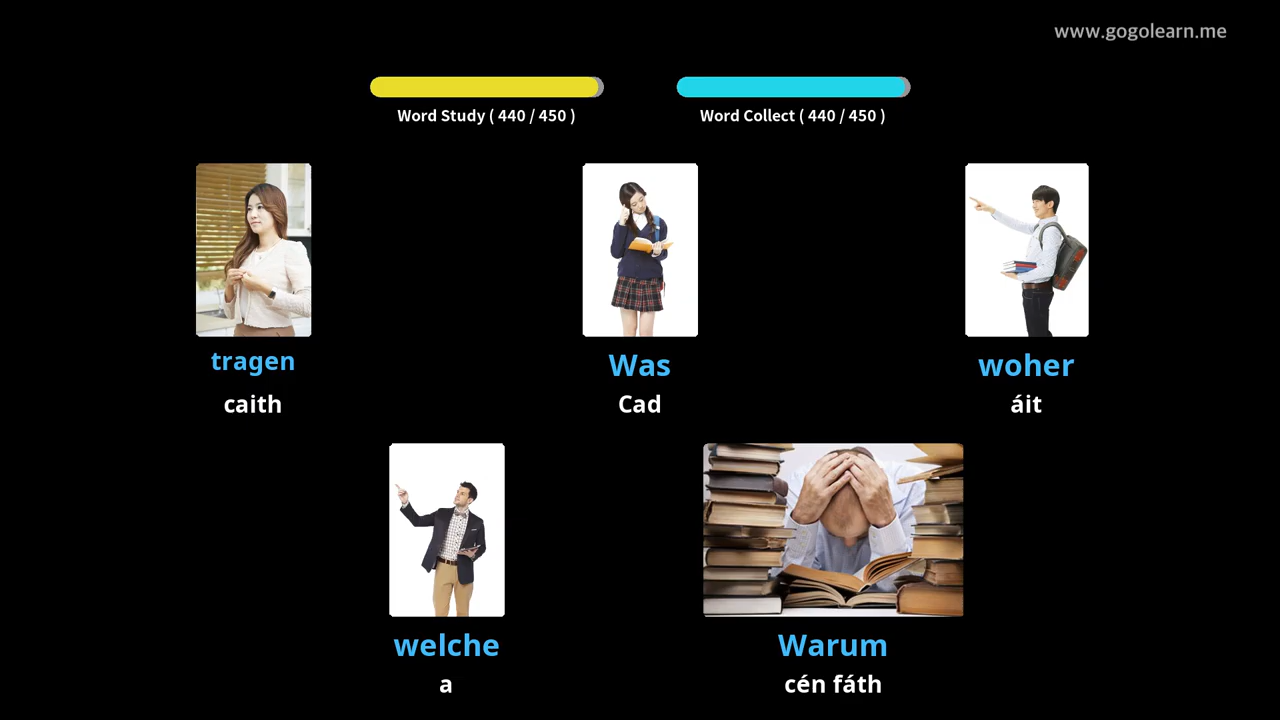 www.gogolearn.me
Word Study ( 440 / 450 )
Word Collect ( 440 / 450 )
tragen
caith
Was
Cad
woher
áit
welche
a
Warum
cén fáth